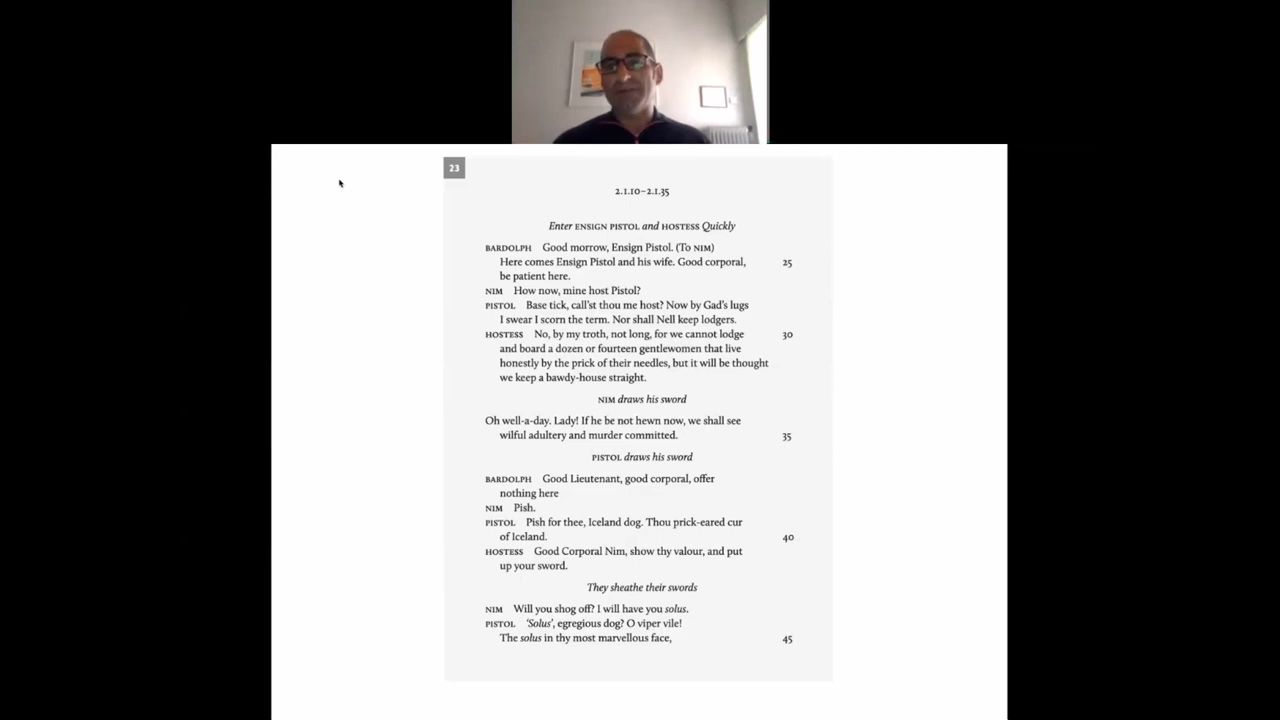 23
2.1.10–2.1.35
Enter ENSIGN PISTOL and HOSTESS Quickly
BARDOLPH Good morrow, Ensign Pistol. (To NIM)
Here comes Ensign Pistol and his wife. Good corporal, 25
be patient here.
NIM How now, mine host Pistol?
PISTOL Base tick, call'st thou me host? Now by Gad's lugs
I swear I scorn the term. Nor shall Nell keep lodgers.
HOSTESS No, by my troth, not long, for we cannot lodge 30
and board a dozen or fourteen gentlewomen that live
honestly by the prick of their needles, but it will be thought
we keep a bawdy-house straight.
NIM draws his sword
Oh well-a-day. Lady! If he be not hewn now, we shall see
wilful adultery and murder committed. 35
PISTOL draws his sword
BARDOLPH Good Lieutenant, good corporal, offer
nothing here
NIM Pish.
PISTOL Pish for thee, Iceland dog. Thou prick-eared cur
of Iceland. 40
HOSTESS Good Corporal Nim, show thy valour, and put
up your sword.
They sheathe their swords
NIM Will you shog off? I will have you solus.
PISTOL 'Solus', egregious dog? O viper vile!
The solus in thy most marvellous face, 45